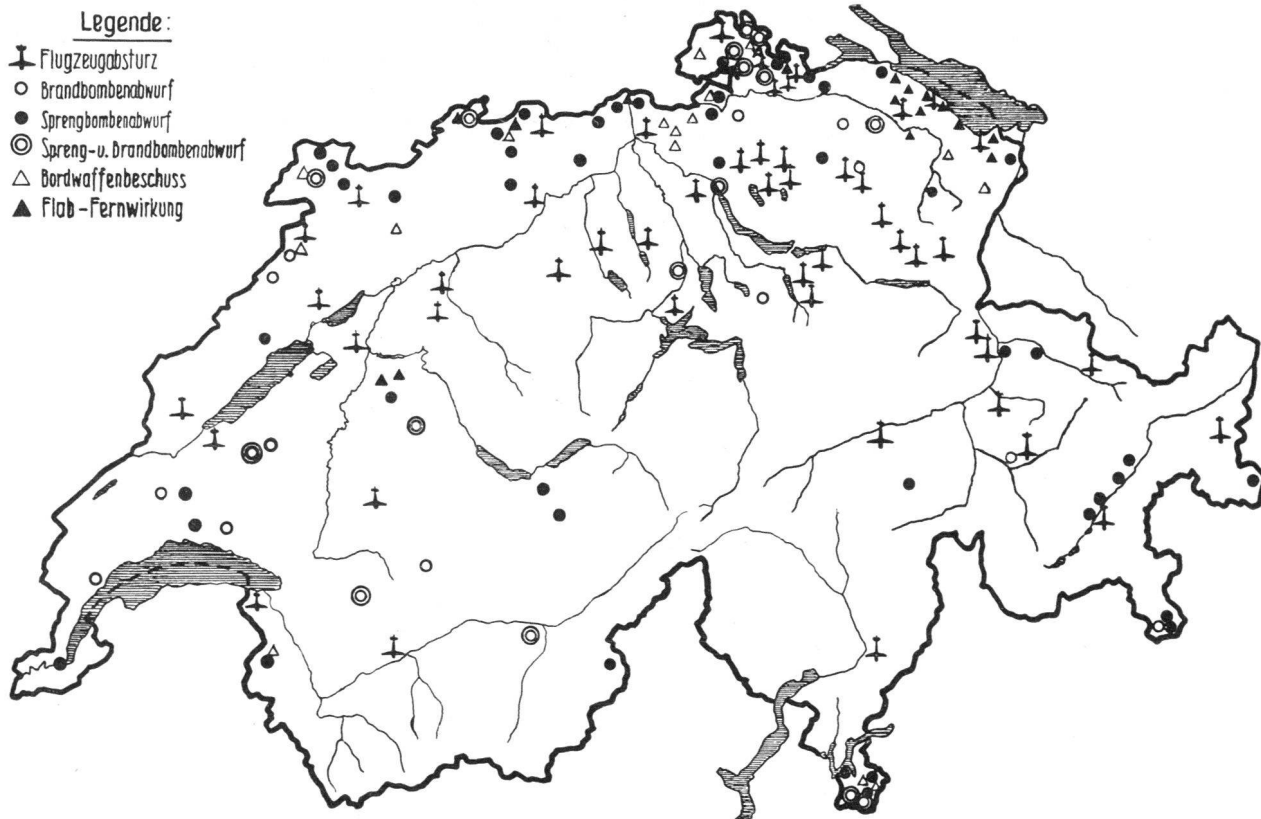 Legende:
Flugzeugabsturz
Brandbombenabwurf
Sprengbombenabwurf
Spreng-u. Brandbombenabwurf
Bordwaffenbeschuss
Flab-Fernwirkung